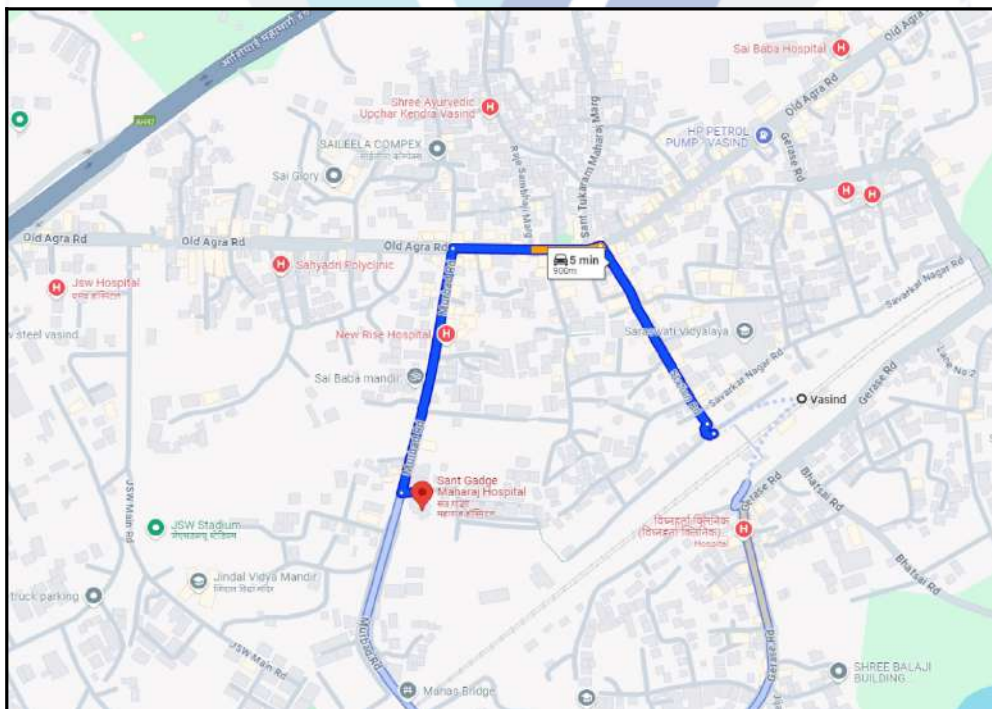 Sai Baba Hospital
Old Agra Rd
Shree Ayurvedic
Upchar Kendra Vasind
AH47
HP PETROL
PUMP - VASIND
Gerase Rd
SAILEELA COMPEX
Sai Glory
Raje Sambhaji Marg
Sant Tukaram Maharaj Marg
Old Agra Rd
Old Agra Rd
Old Agra Rd
5 min
900m
Sahyadri Polyclinic
Murbad Rd
Savarkar Nagar Rd
Jsw Hospital
New Rise Hospital
Saraswati Vidyalaya
w steel vasind
Lane No 2
Sai Baba mandir
Station Rd
Savarkar Nagar Rd
Gerase Rd
Vasind
Murbad Rd
Sant Gadge
Maharaj Hospital
JSW Main Rd
Gerase Rd
Bhatsai Rd
JSW Stadium
Hospital
Jindal Vidya Mandir
Bhatsai Rd
truck parking
JSW Main Rd
Murbad Rd
Gerase Rd
SHREE BALAJI
BUILDING
Manas Bridge